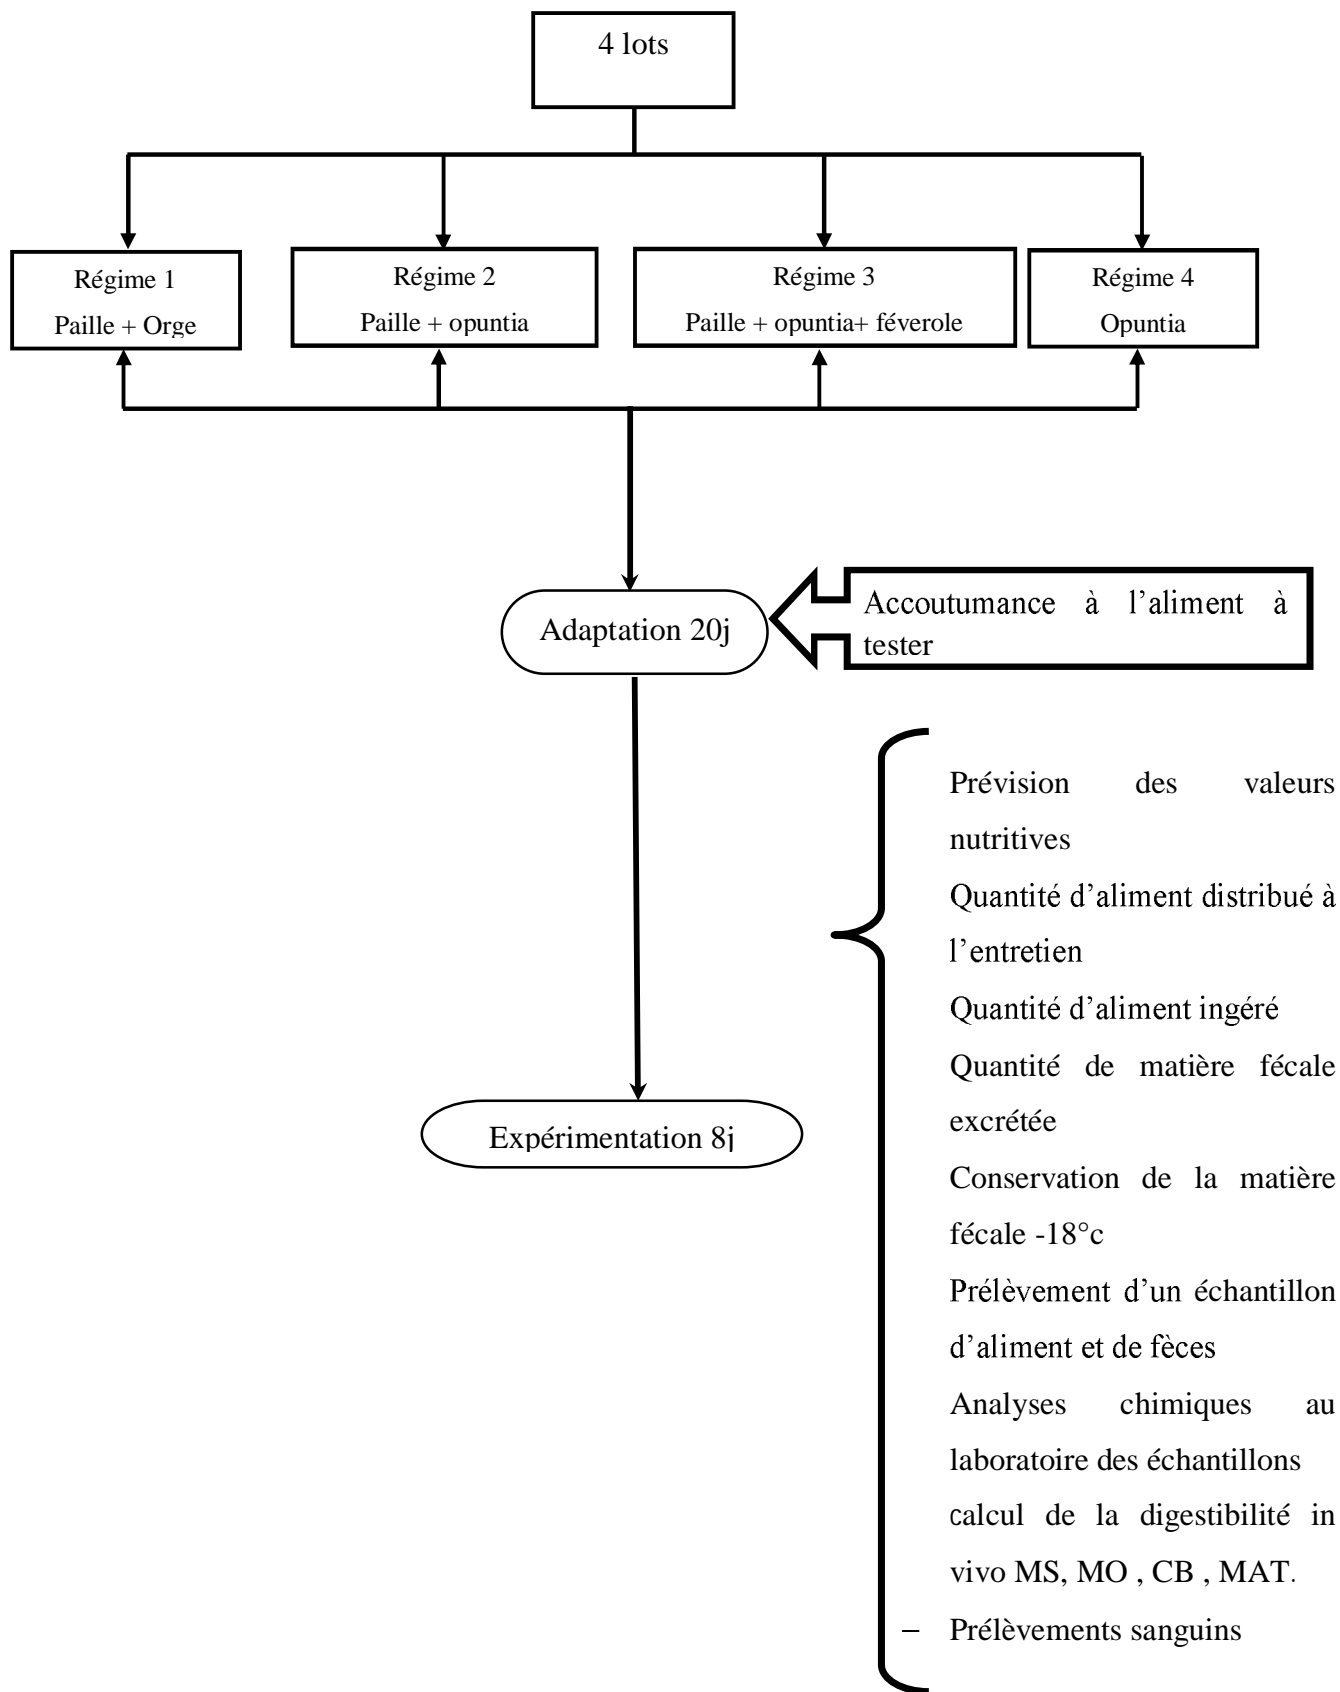 4 lots
Régime 1
Paille + Orge
Régime 2
Paille + opuntia
Régime 3
Paille + opuntia+ féverole
Régime 4
Opuntia
Adaptation 20j
Accoutumance à l’aliment à
tester
Expérimentation 8j
Prévision des valeurs
nutritives
Quantité d’aliment distribué à
l’entretien
Quantité d’aliment ingéré
Quantité de matière fécale
excrétée
Conservation de la matière
fécale -18°c
Prélèvement d’un échantillon
d’aliment et de fèces
Analyses chimiques au
laboratoire des échantillons
calcul de la digestibilité in
vivo MS, MO , CB , MAT.
– Prélèvements sanguins